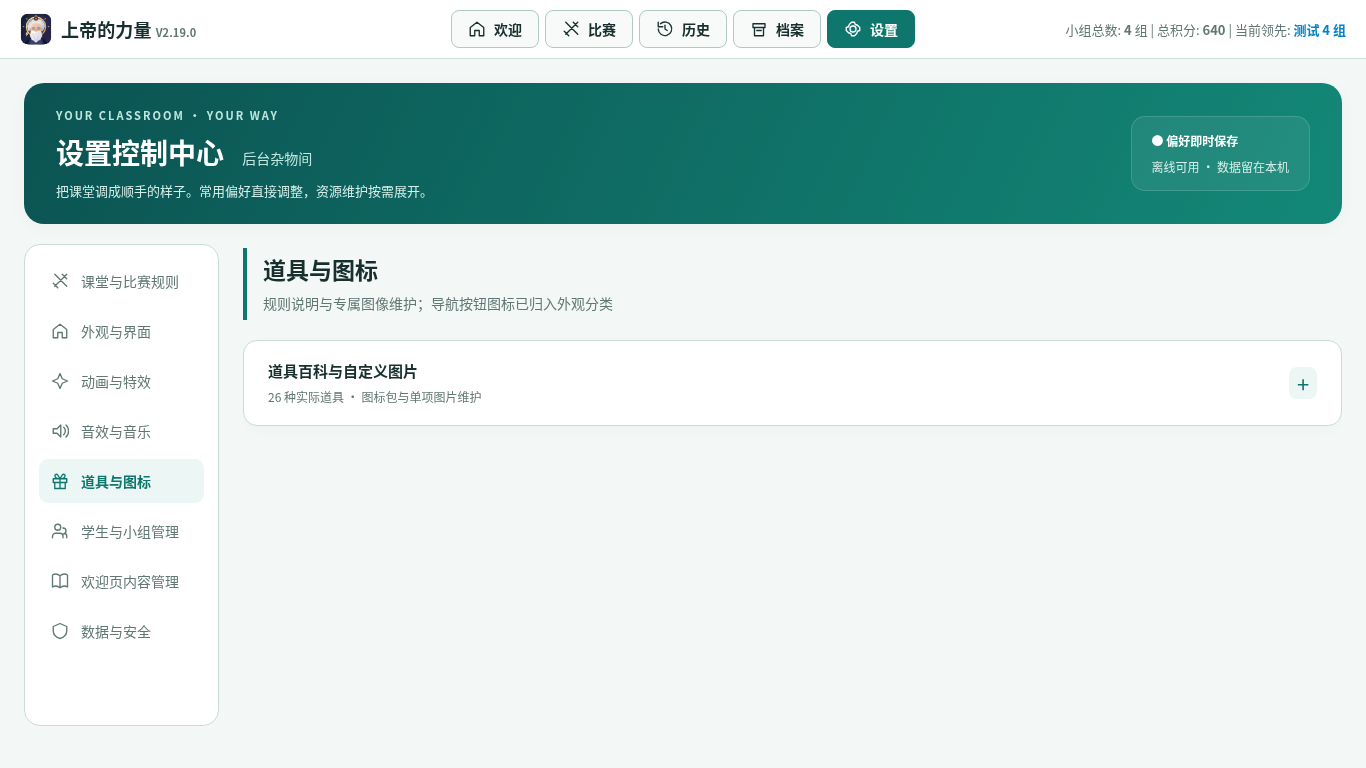 上帝的力量 V2.19.0
欢迎
比赛
历史
档案
设置
小组总数: 4 组 | 总积分: 640 | 当前领先: 测试 4 组
YOUR CLASSROOM • YOUR WAY
设置控制中心 后台杂物间
把课堂调成顺手的样子。常用偏好直接调整，资源维护按需展开。
偏好即时保存
离线可用 • 数据留在本机
课堂与比赛规则
外观与界面
动画与特效
音效与音乐
道具与图标
学生与小组管理
欢迎页内容管理
数据与安全
道具与图标
规则说明与专属图像维护；导航按钮图标已归入外观分类
道具百科与自定义图片
26 种实际道具 • 图标包与单项图片维护
+